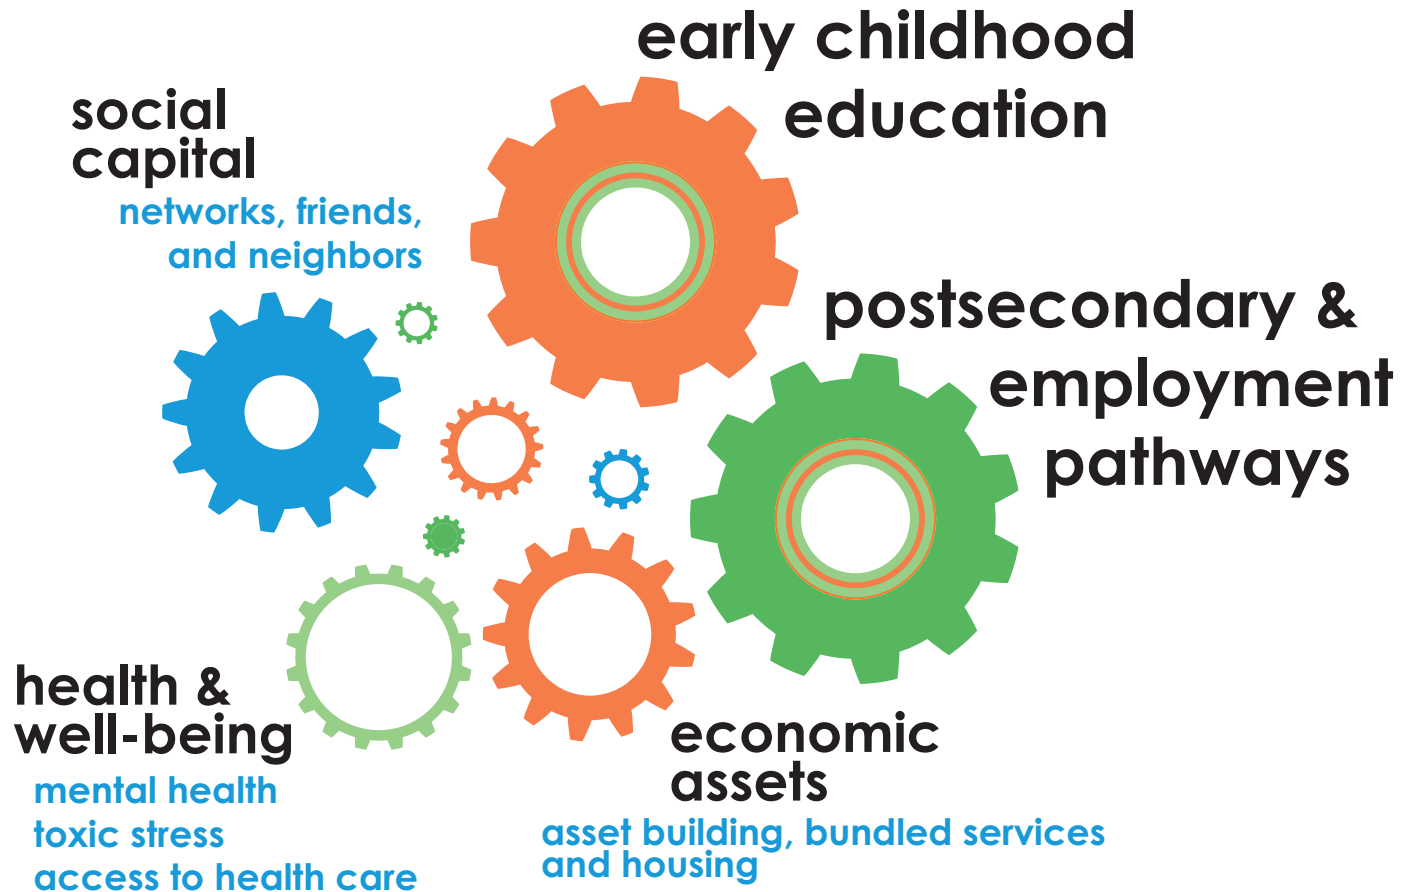 early childhood
education
social
capital
networks, friends,
and neighbors
postsecondary &
employment
pathways
health &
well-being
mental health
toxic stress
access to health care
economic
assets
asset building, bundled services
and housing